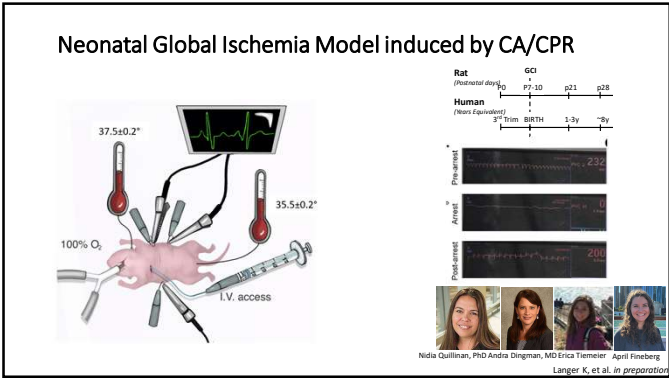 Neonatal Global Ischemia Model induced by CA/CPR
37.5±0.2°
35.5±0.2°
100% O2
I.V. access
GCI
Rat
(Postnatal days)
P0 P7-10 p21 p28
Human
(Years Equivalent)
3rd Trim BIRTH 1-3y ~8y
a
Pre-arrest
232
b
Arrest
0
Post-arrest
200
Nidia Quillinan, PhD Andra Dingman, MD Erica Tiemeier April Fineberg
Langer K, et al. in preparation